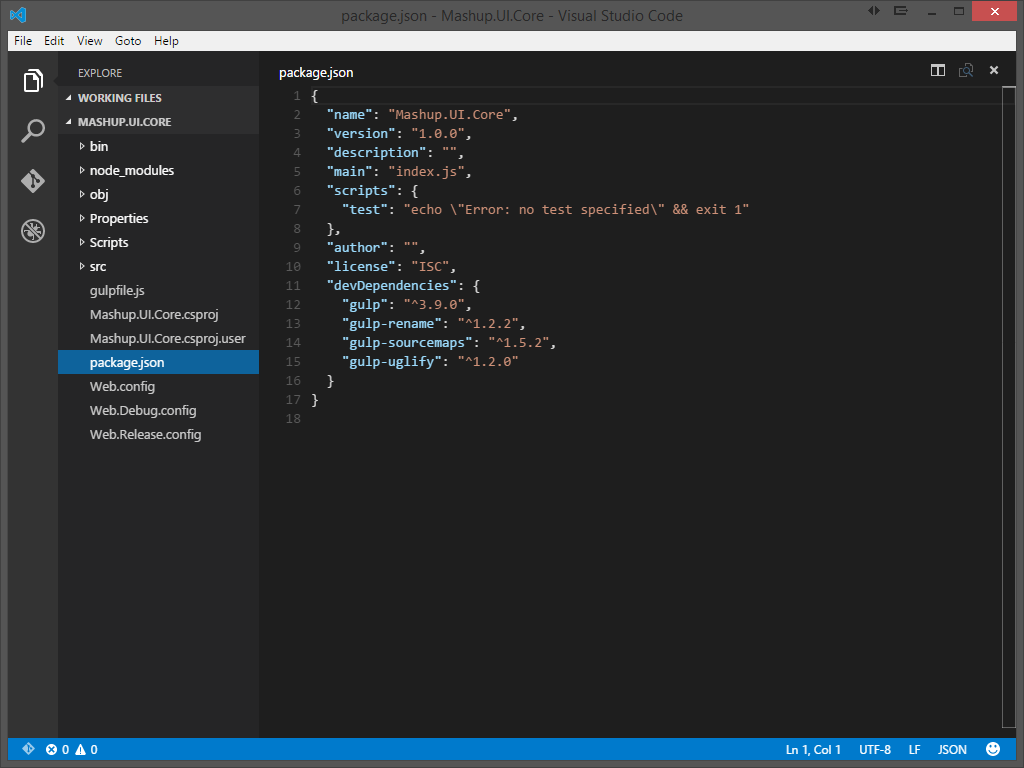 package.json - Mashup.UI.Core - Visual Studio Code
File Edit View Goto Help
EXPLORE
WORKING FILES
MASHUP.UI.CORE
bin
node_modules
obj
Properties
Scripts
src
gulpfile.js
Mashup.UI.Core.csproj
Mashup.UI.Core.csproj.user
package.json
Web.config
Web.Debug.config
Web.Release.config
package.json
1 {
2   "name": "Mashup.UI.Core",
3   "version": "1.0.0",
4   "description": "",
5   "main": "index.js",
6   "scripts": {
7     "test": "echo \"Error: no test specified\" && exit 1"
8   },
9   "author": "",
10   "license": "ISC",
11   "devDependencies": {
12     "gulp": "^3.9.0",
13     "gulp-rename": "^1.2.2",
14     "gulp-sourcemaps": "^1.5.2",
15     "gulp-uglify": "^1.2.0"
16   }
17 }
18
0 0 Ln 1, Col 1 UTF-8 LF JSON